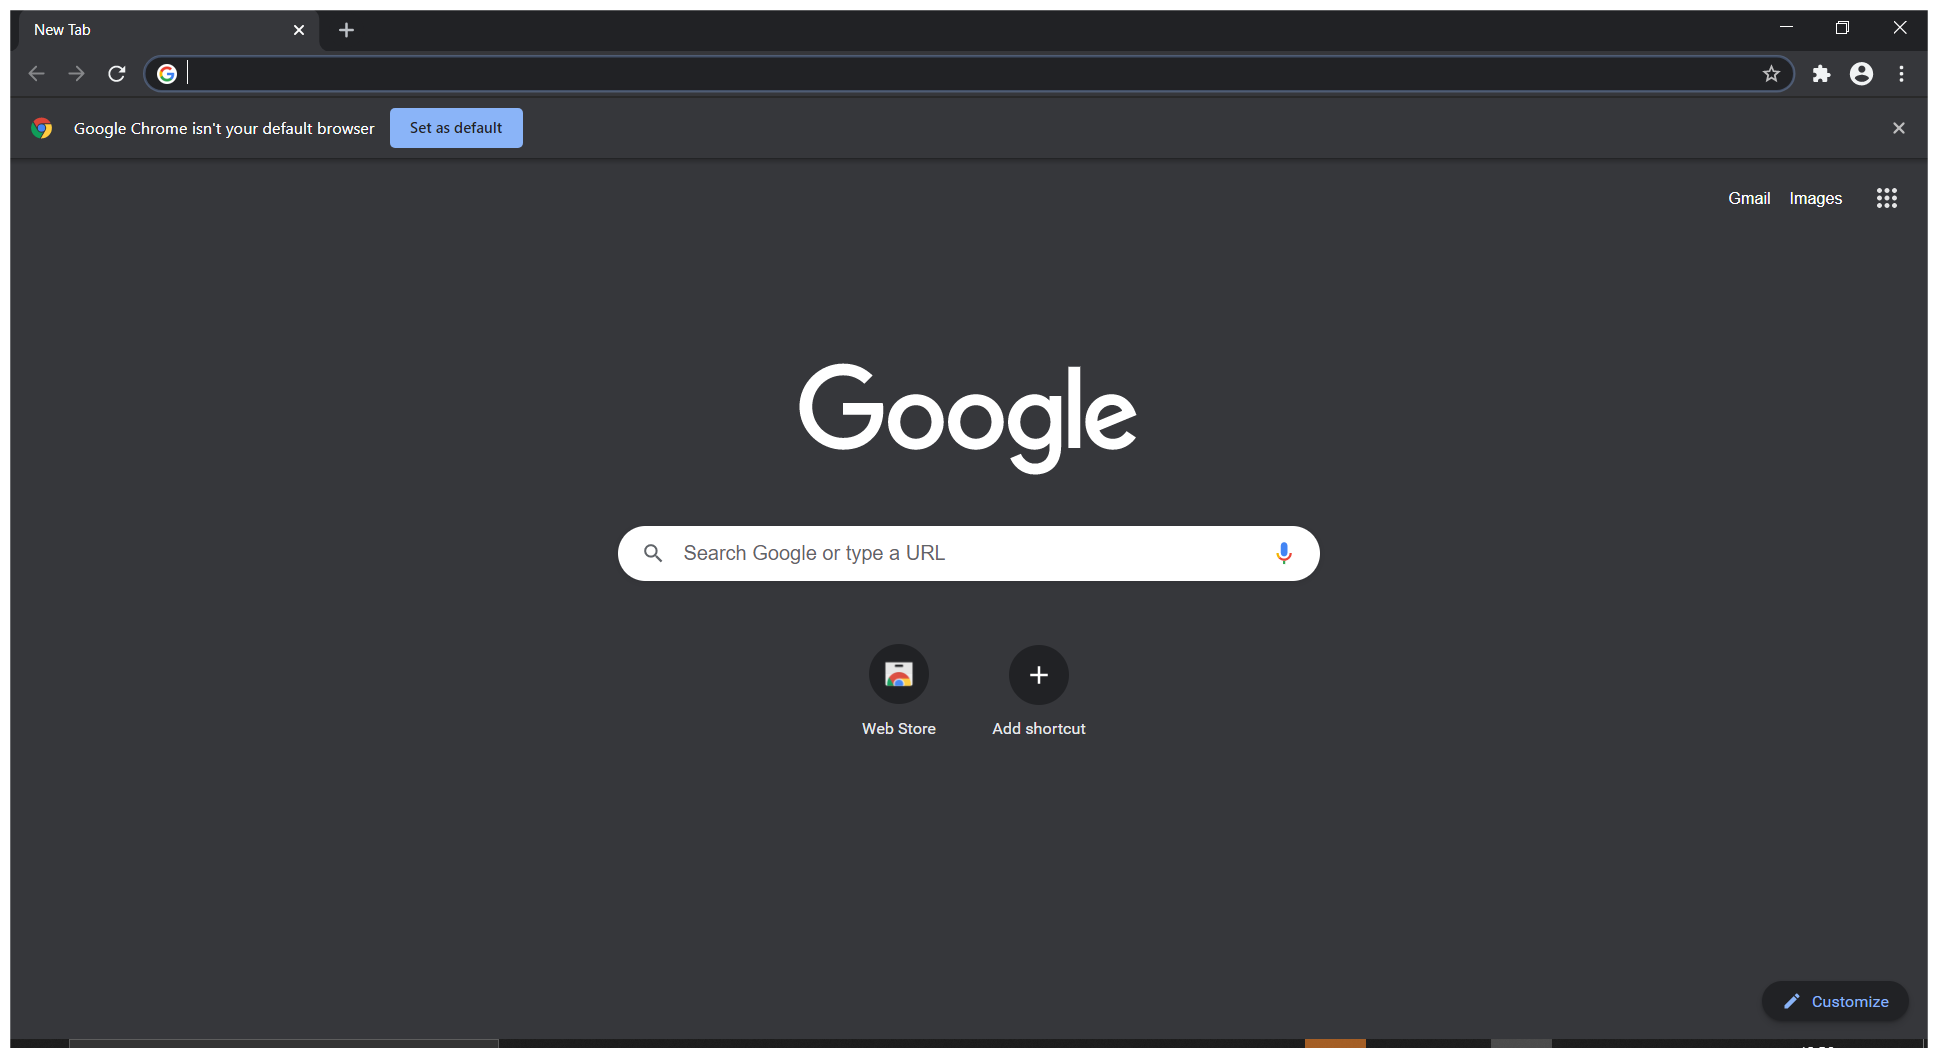 New Tab
Google Chrome isn't your default browser
Set as default
Gmail
Images
Google
Search Google or type a URL
Web Store
Add shortcut
Customize